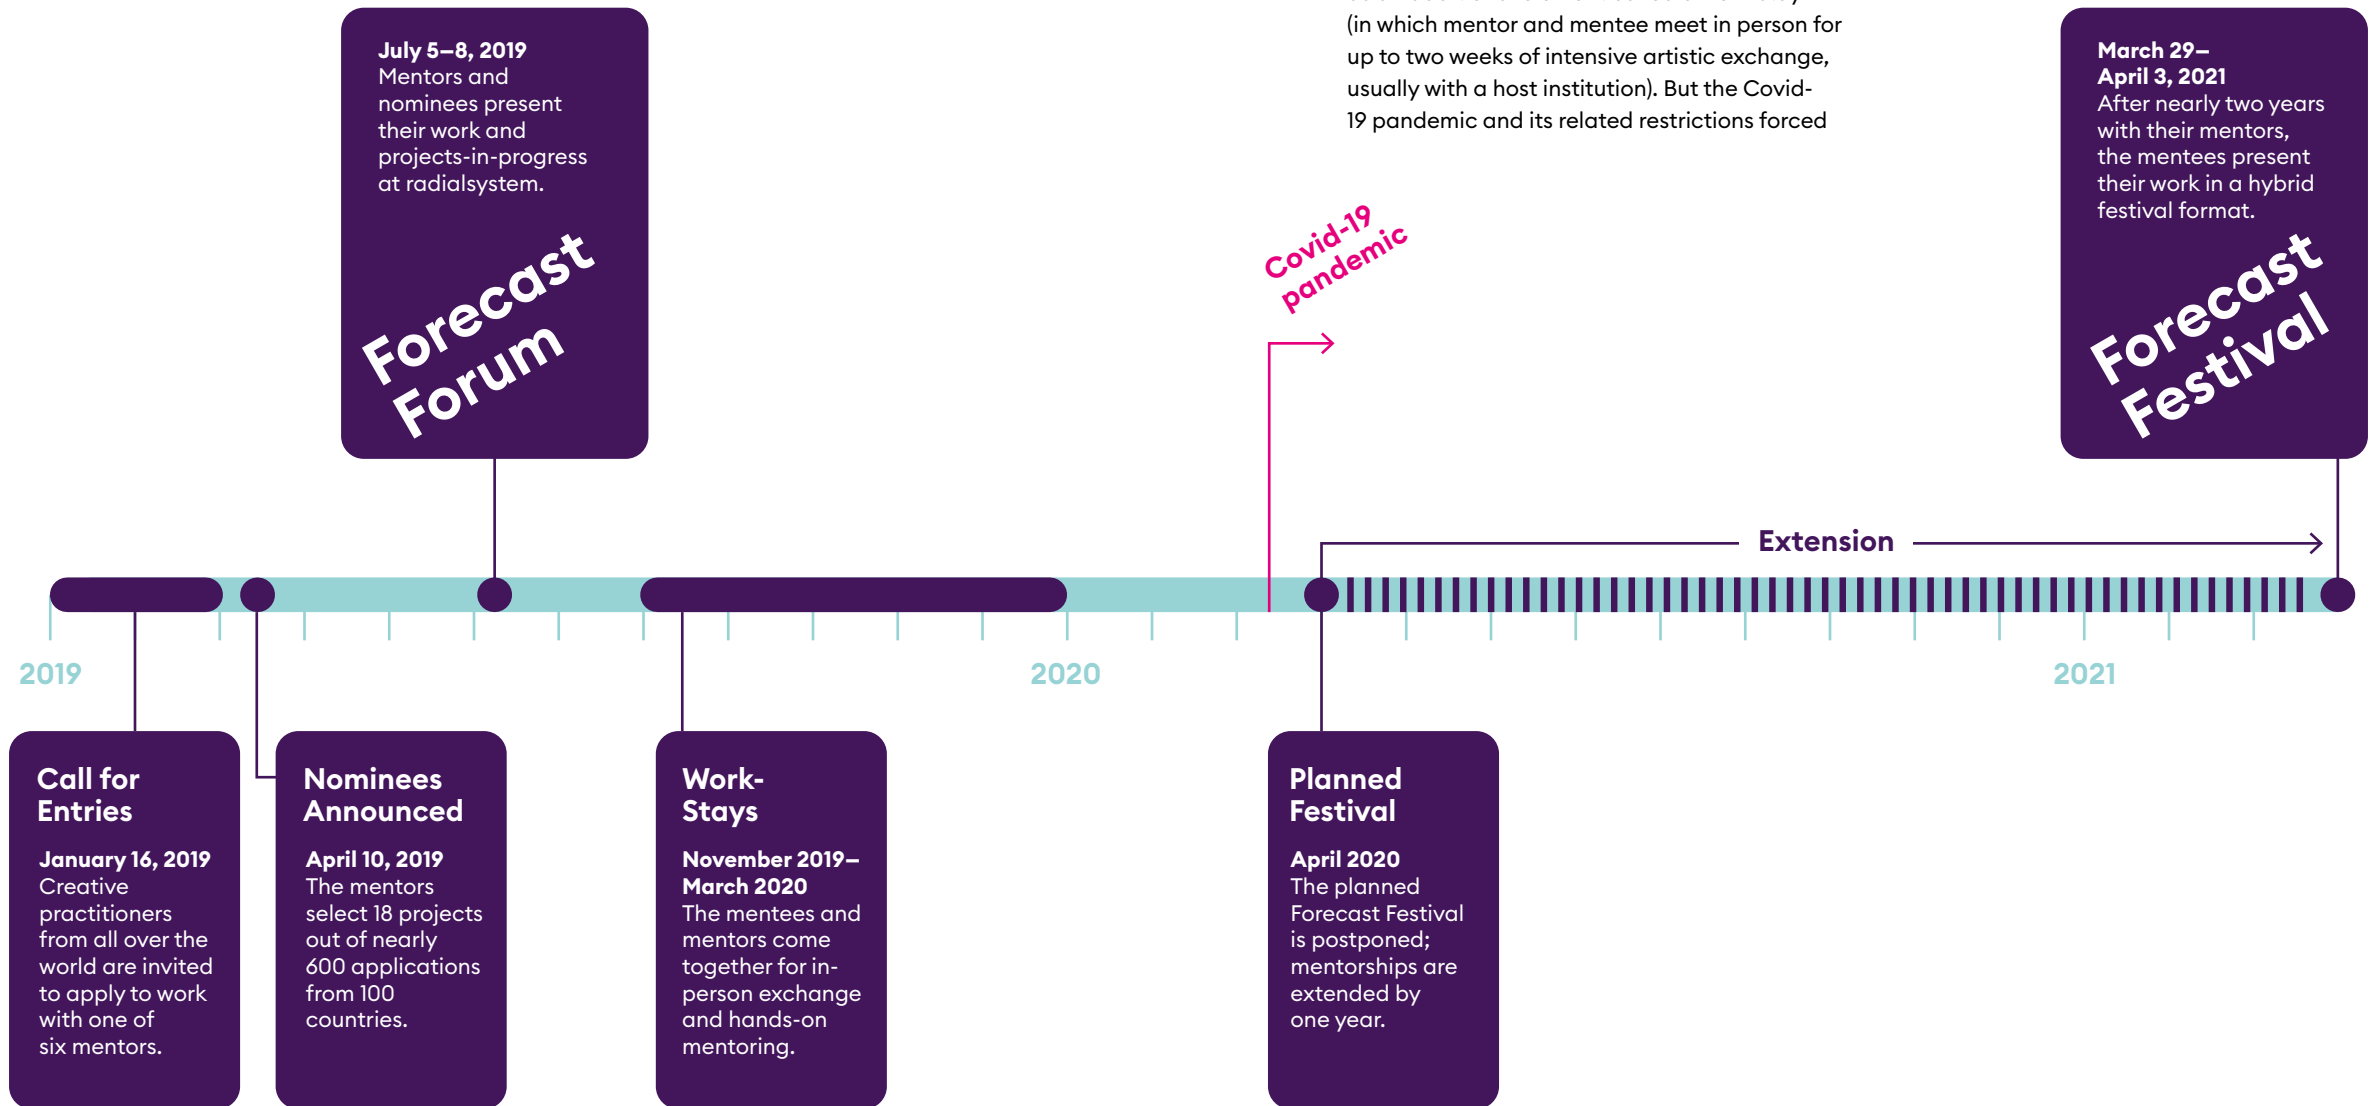 July 5–8, 2019
Mentors and
nominees present
their work and
projects-in-progress
at radialsystem.
Forecast
Forum
(in which mentor and mentee meet in person for
up to two weeks of intensive artistic exchange,
usually with a host institution). But the Covid-
19 pandemic and its related restrictions forced
March 29–
April 3, 2021
After nearly two years
with their mentors,
the mentees present
their work in a hybrid
festival format.
Forecast
Festival
Covid-19
pandemic
Extension
2019
2020
2021
Call for
Entries
January 16, 2019
Creative
practitioners
from all over the
world are invited
to apply to work
with one of
six mentors.
Nominees
Announced
April 10, 2019
The mentors
select 18 projects
out of nearly
600 applications
from 100
countries.
Work-
Stays
November 2019–
March 2020
The mentees and
mentors come
together for in-
person exchange
and hands-on
mentoring.
Planned
Festival
April 2020
The planned
Forecast Festival
is postponed;
mentorships are
extended by
one year.